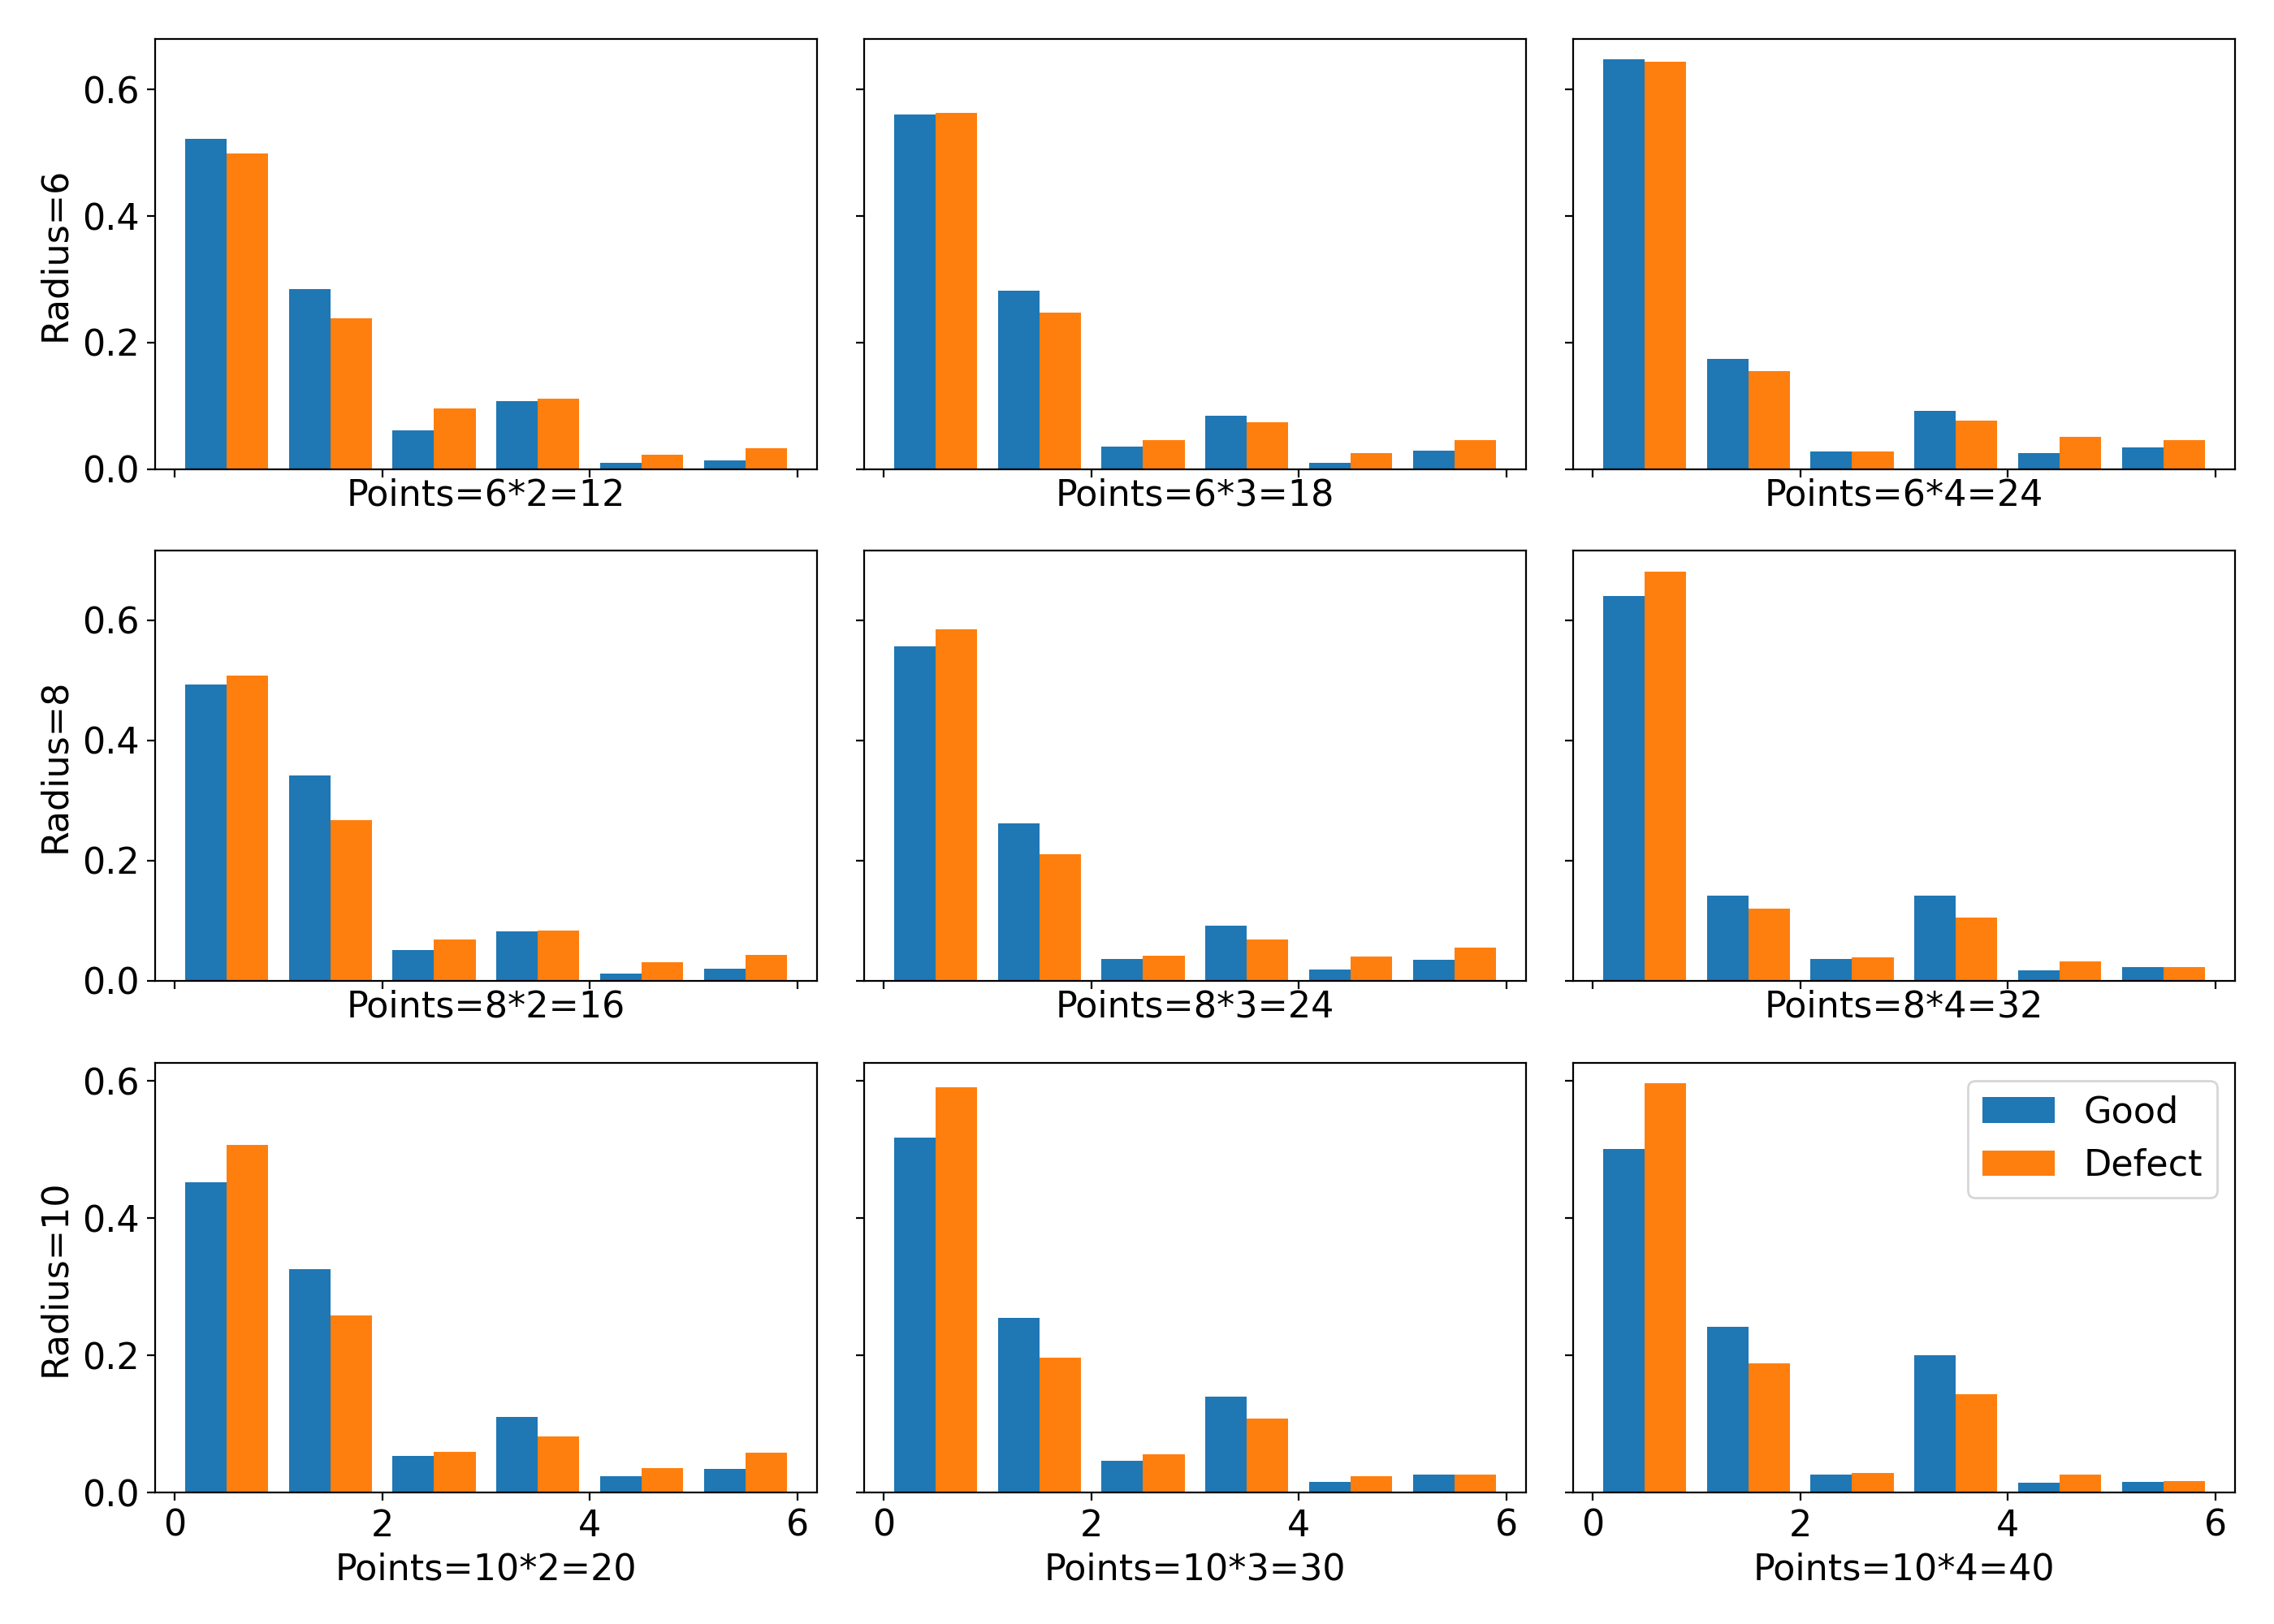 Radius=6
0.6
0.4
0.2
0.0
Points=6*2=12
Points=6*3=18
Points=6*4=24
Radius=8
0.6
0.4
0.2
0.0
Points=8*2=16
Points=8*3=24
Points=8*4=32
Radius=10
0.6
0.4
0.2
0.0
Good
Defect
0 2 4 6
0 2 4 6
0 2 4 6
Points=10*2=20
Points=10*3=30
Points=10*4=40